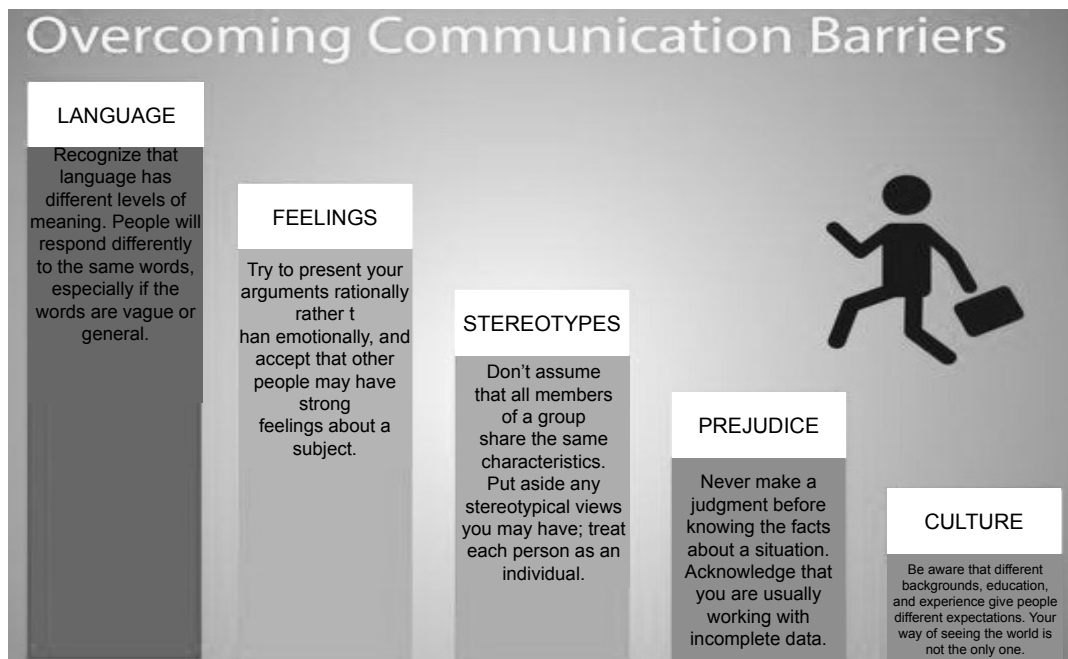 Overcoming Communication Barriers
LANGUAGE
Recognize that
language has
different levels of
meaning. People will
respond differently
to the same words,
especially if the
words are vague or
general.
FEELINGS
Try to present your
arguments rationally
rather t
han emotionally, and
accept that other
people may have
strong
feelings about a
subject.
STEREOTYPES
Don’t assume
that all members
of a group
share the same
characteristics.
Put aside any
stereotypical views
you may have; treat
each person as an
individual.
PREJUDICE
Never make a
judgment before
knowing the facts
about a situation.
Acknowledge that
you are usually
working with
incomplete data.
CULTURE
Be aware that different
backgrounds, education,
and experience give people
different expectations. Your
way of seeing the world is
not the only one.